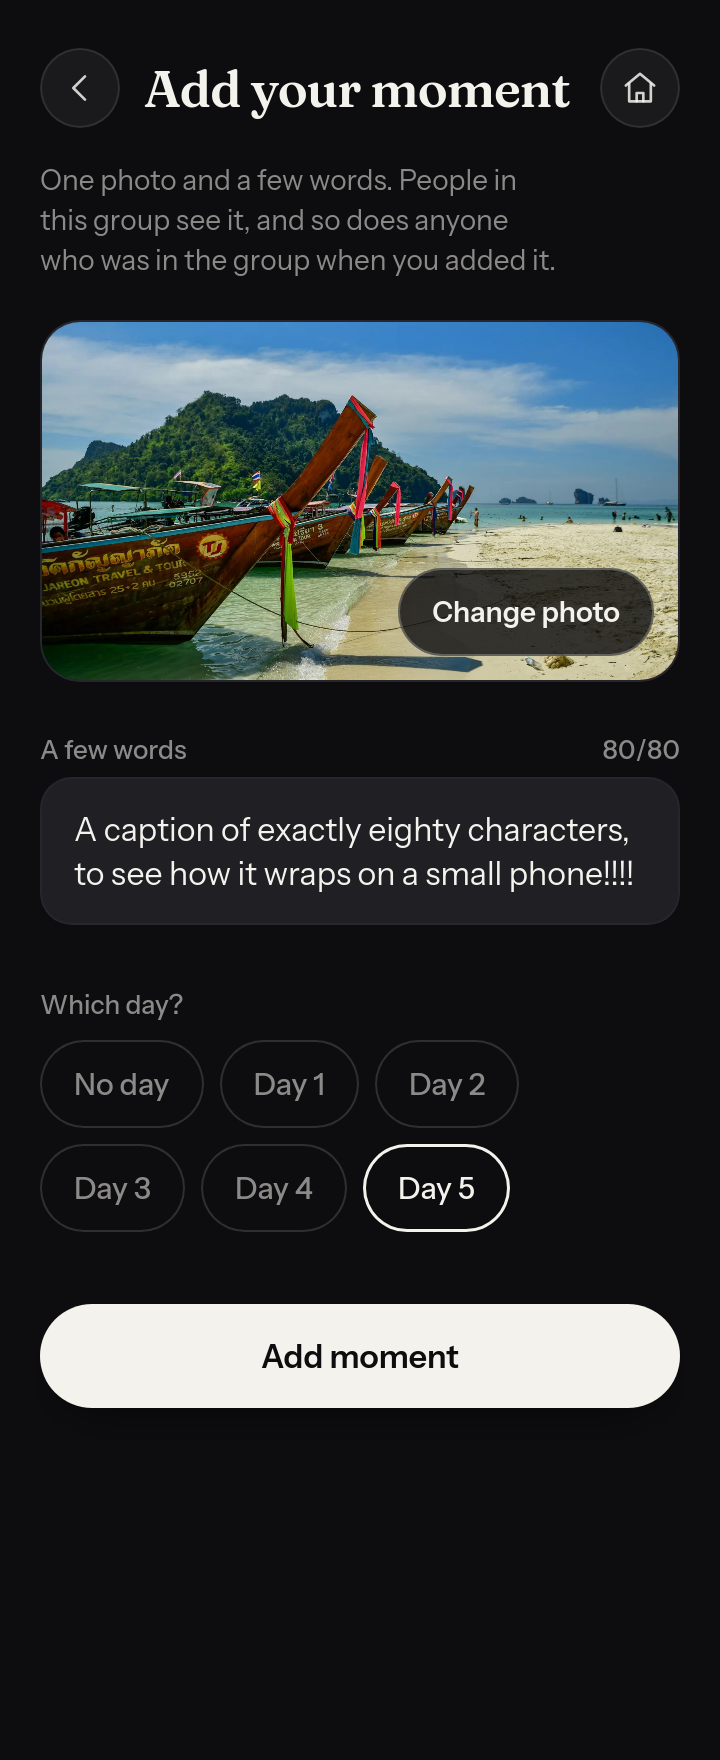 Add your moment
One photo and a few words. People in
this group see it, and so does anyone
who was in the group when you added it.
JAREON TRAVEL & TOUR
Change photo
A few words
80/80
A caption of exactly eighty characters,
to see how it wraps on a small phone!!!!
Which day?
No day
Day 1
Day 2
Day 3
Day 4
Day 5
Add moment